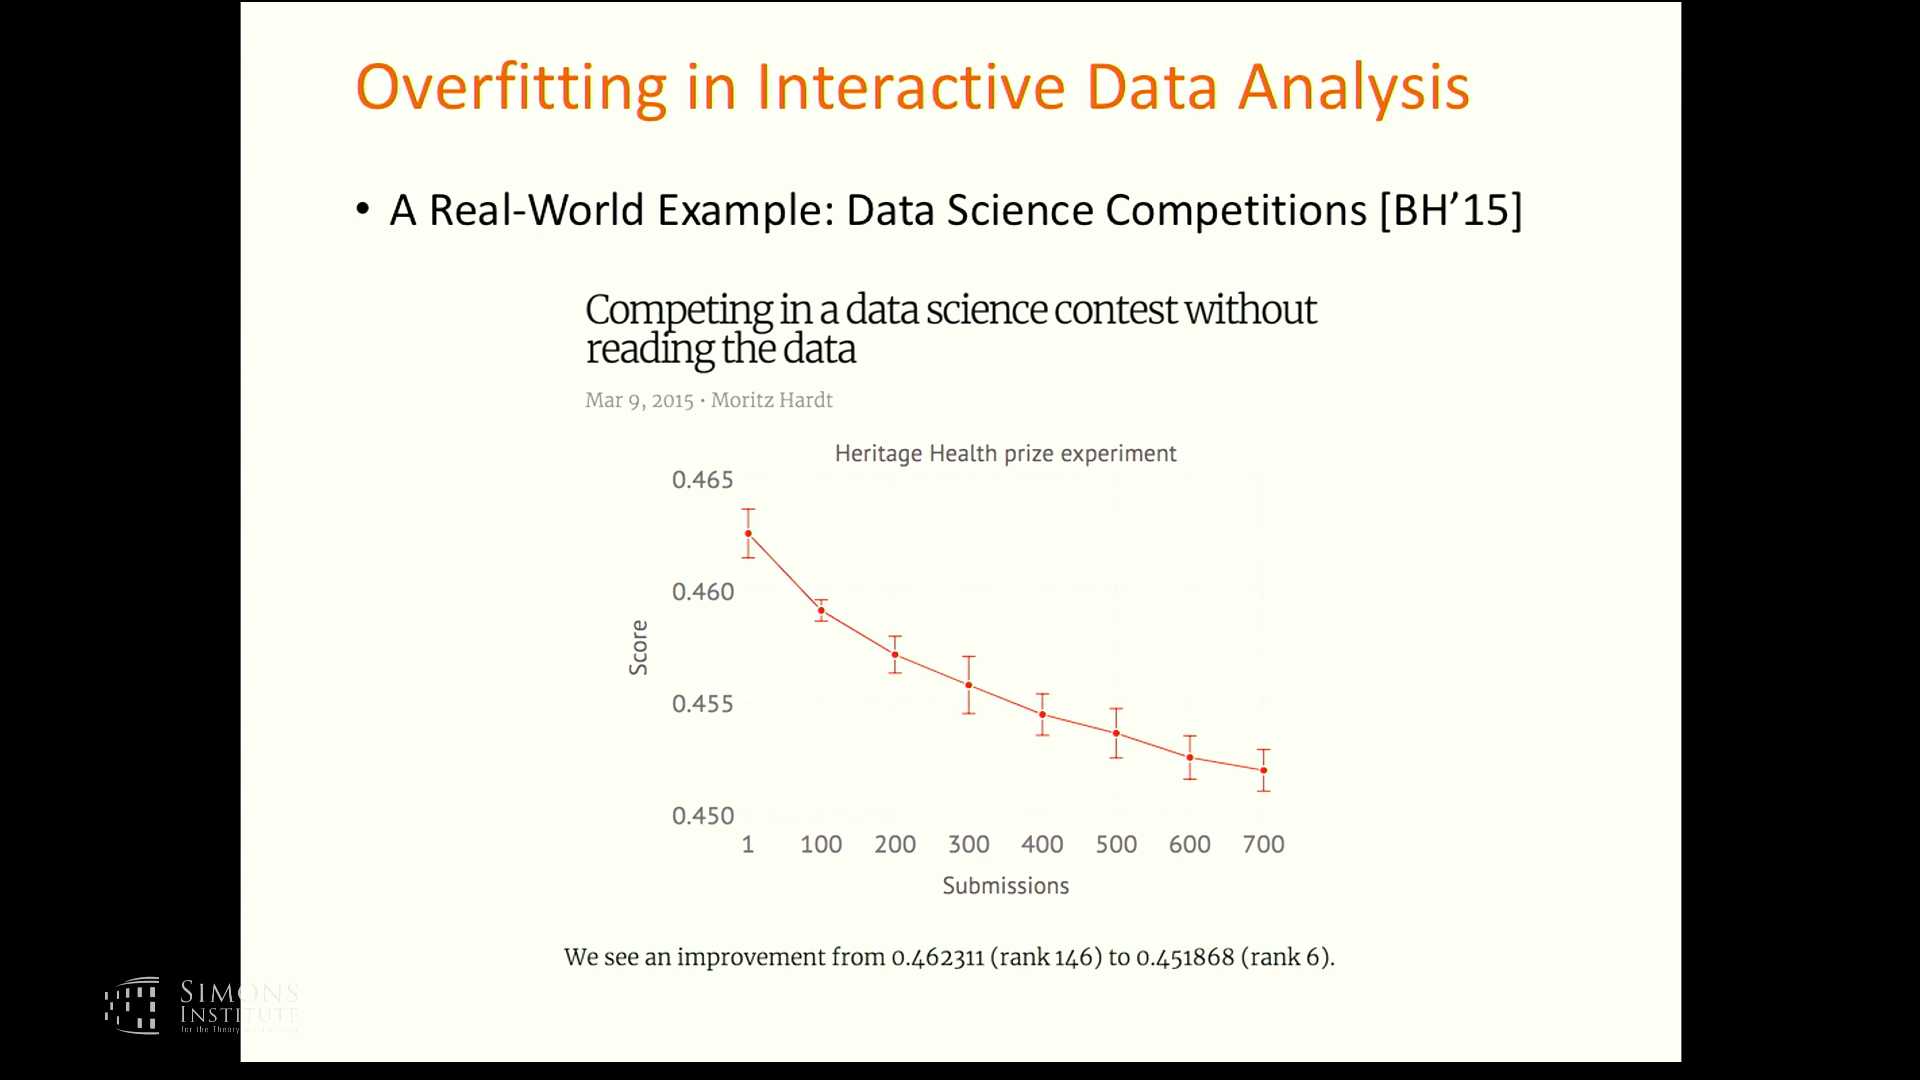 Overfitting in Interactive Data Analysis
• A Real-World Example: Data Science Competitions [BH’15]
Competing in a data science contest without
reading the data
Mar 9, 2015 · Moritz Hardt
Heritage Health prize experiment
0.465
0.460
0.455
0.450
Score
1 100 200 300 400 500 600 700
Submissions
We see an improvement from 0.462311 (rank 146) to 0.451868 (rank 6).
SIMONS
INSTITUTE
for the Theory